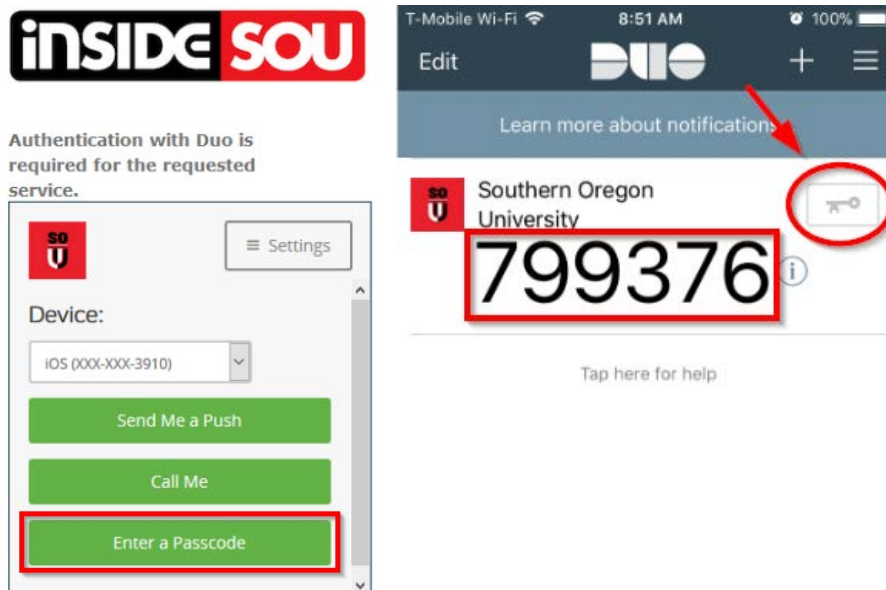 iNSIDE SOU
Authentication with Duo is
required for the requested
service.
SO
U
≡ Settings
Device:
iOS (XXX-XXX-3910)
Send Me a Push
Call Me
Enter a Passcode
T-Mobile Wi-Fi 8:51 AM 100%
Edit DUO + ≡
Learn more about notifications
SO
U
Southern Oregon
University
799376 i
Tap here for help